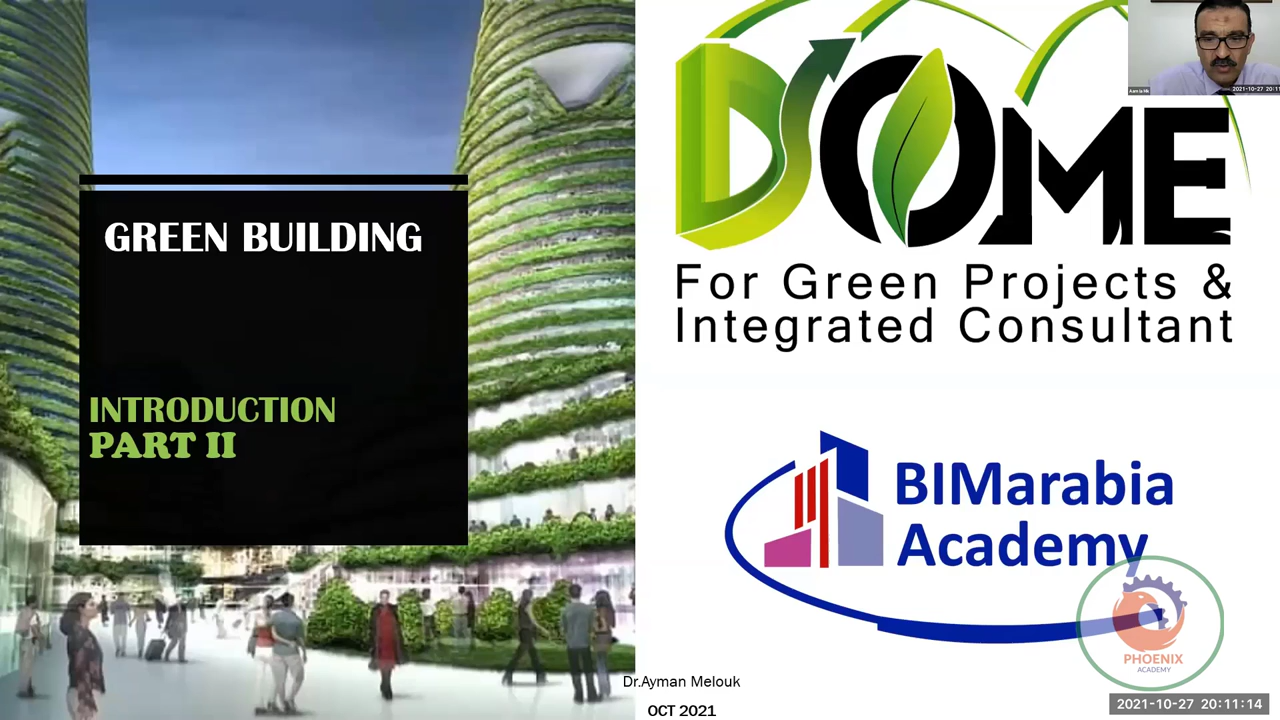 GREEN BUILDING
INTRODUCTION
PART II
DOME
For Green Projects &
Integrated Consultant
BIMarabia
Academy
PHOENIX
ACADEMY
Dr.Ayman Melouk
OCT 2021
2021-10-27 20:11:14